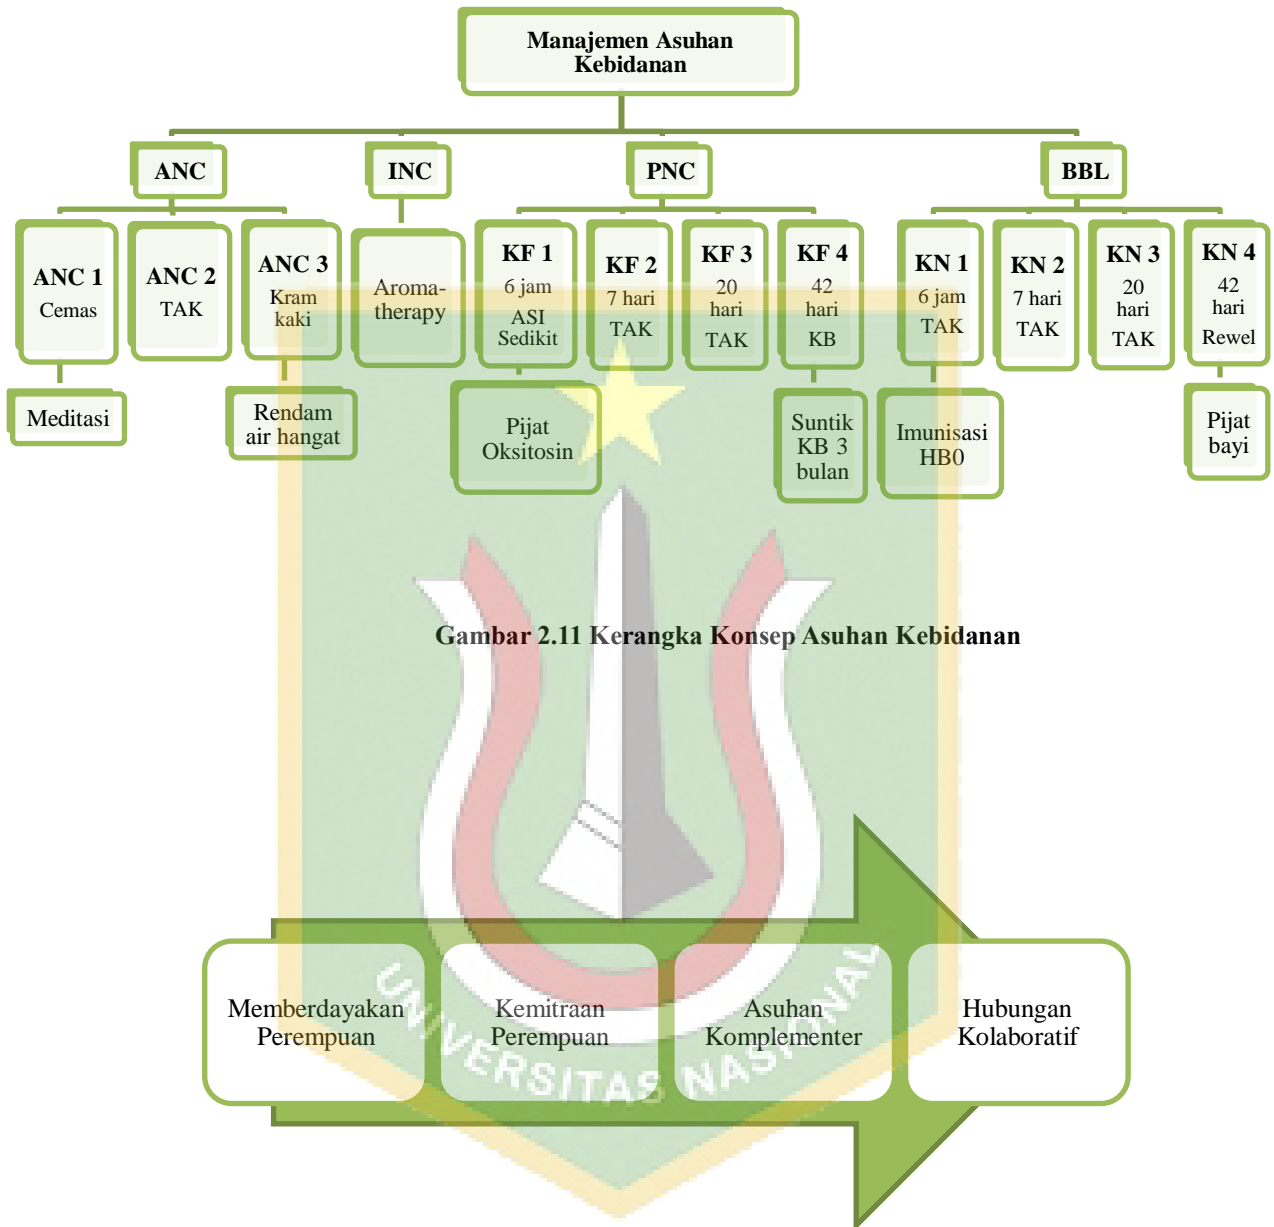 Manajemen Asuhan
Kebidanan
ANC
INC
PNC
BBL
ANC 1
Cemas
ANC 2
TAK
ANC 3
Kram
kaki
Aroma-
therapy
KF 1
6 jam
ASI
Sedikit
KF 2
7 hari
TAK
KF 3
20
hari
TAK
KF 4
42
hari
KB
KN 1
6 jam
TAK
KN 2
7 hari
TAK
KN 3
20
hari
TAK
KN 4
42
hari
Rewel
Meditasi
Rendam
air hangat
Pijat
Oksitosin
Suntik
KB 3
bulan
Imunisasi
HB0
Pijat
bayi
Gambar 2.11 Kerangka Konsep Asuhan Kebidanan
Memberdayakan
Perempuan
Kemitraan
Perempuan
Asuhan
Komplementer
Hubungan
Kolaboratif
UNIVERSITAS NASIONAL